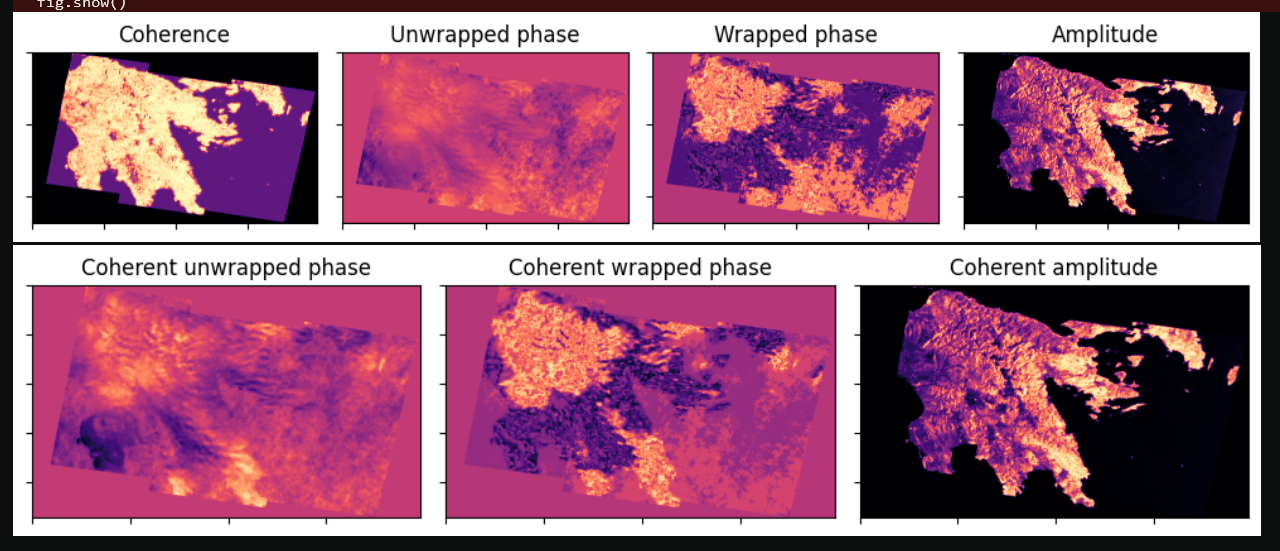 fig.show()
Coherence Unwrapped phase Wrapped phase Amplitude
Coherent unwrapped phase Coherent wrapped phase Coherent amplitude